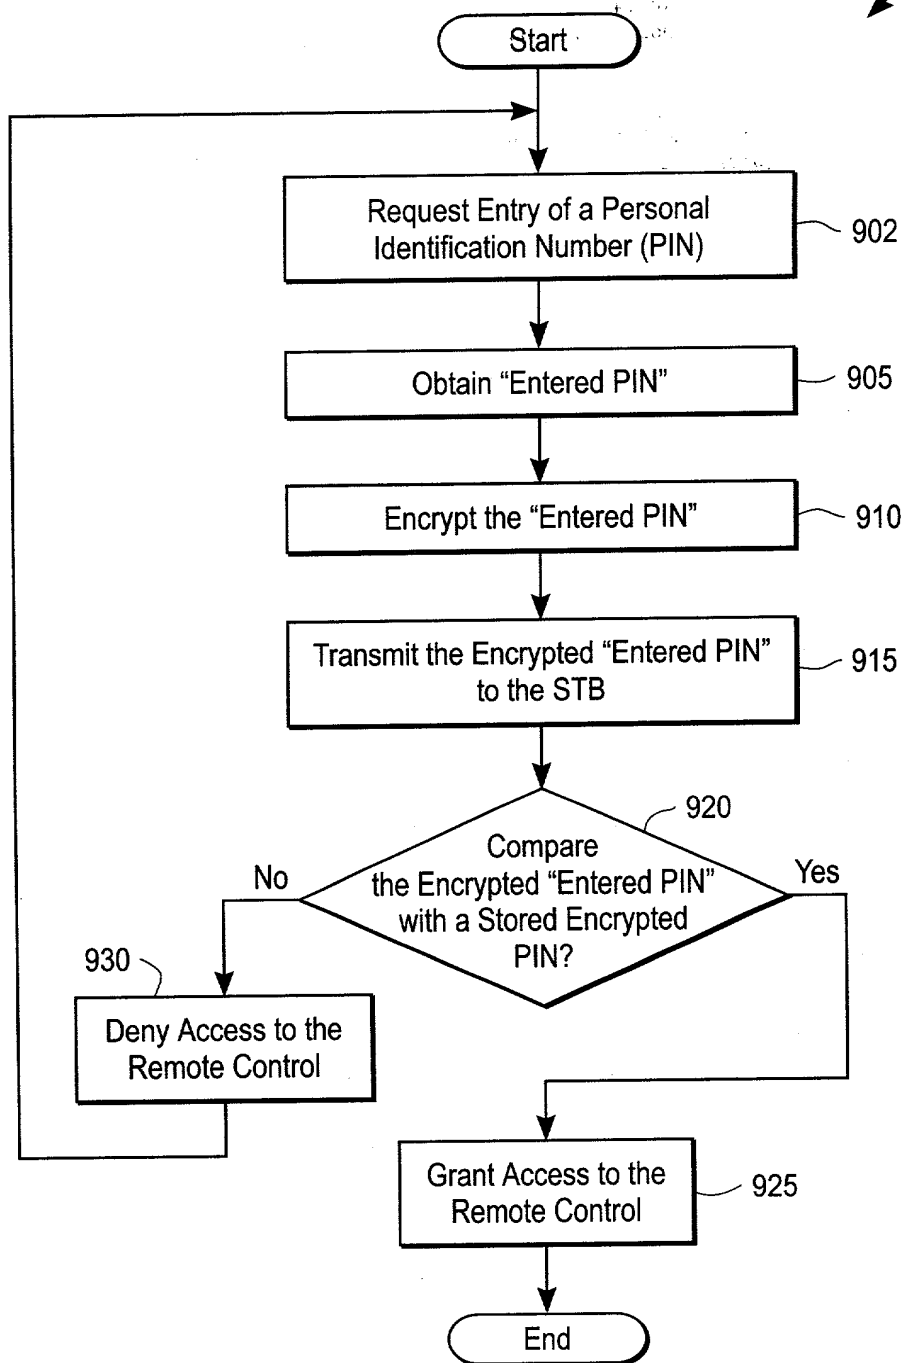 Start
Request Entry of a Personal
Identification Number (PIN)
902
Obtain “Entered PIN”
905
Encrypt the “Entered PIN”
910
Transmit the Encrypted “Entered PIN”
to the STB
915
920
Compare
the Encrypted “Entered PIN”
with a Stored Encrypted
PIN?
No
Yes
930
Deny Access to the
Remote Control
Grant Access to the
Remote Control
925
End